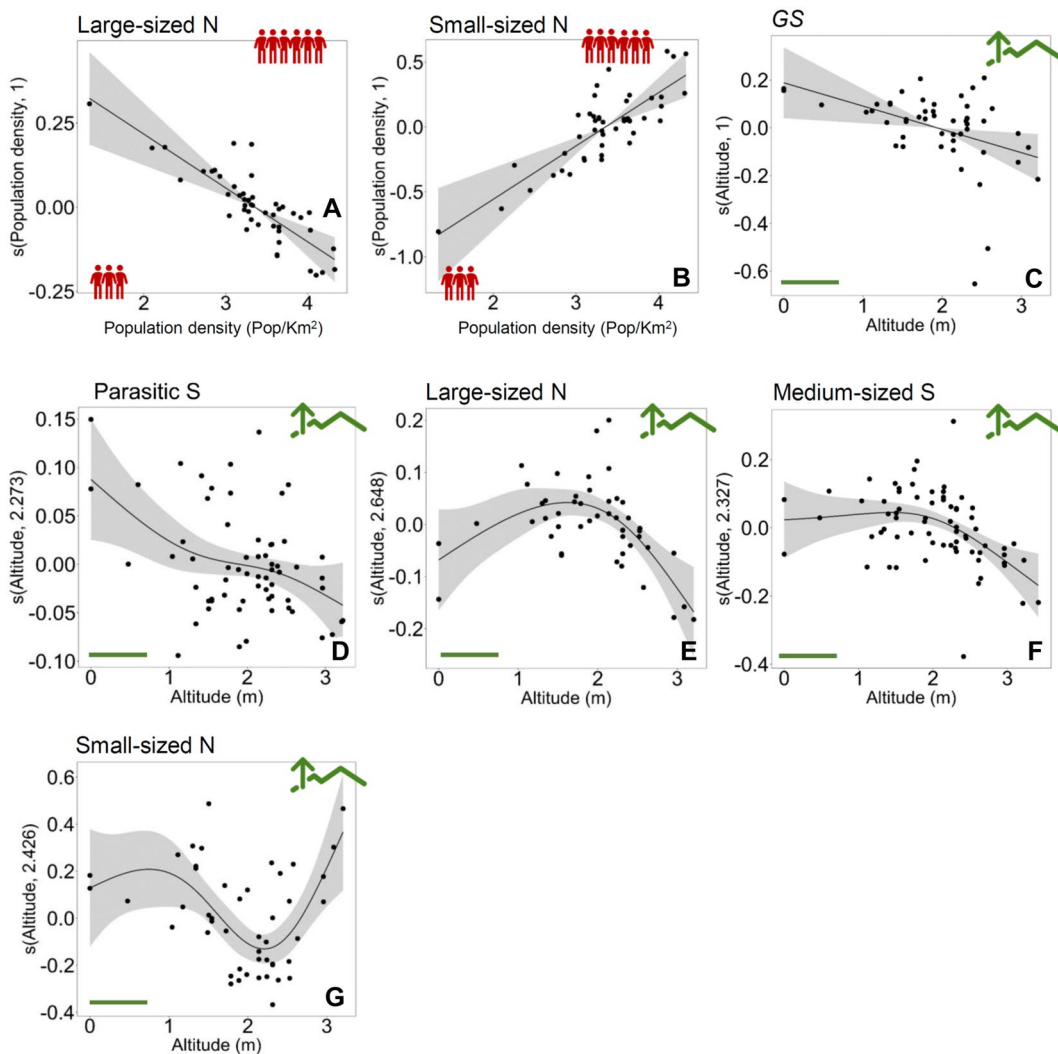 Large-sized N
s(Population density, 1)
0.25
0.00
-0.25
2
3
4
Population density (Pop/Km²)
A
Small-sized N
s(Population density, 1)
0.5
0.0
-0.5
-1.0
2
3
4
Population density (Pop/Km²)
B
GS
s(Altitude, 1)
0.2
0.0
-0.2
-0.4
-0.6
0
1
2
3
Altitude (m)
C
Parasitic S
s(Altitude, 2.273)
0.15
0.10
0.05
0.00
-0.05
-0.10
0
1
2
3
Altitude (m)
D
Large-sized N
s(Altitude, 2.648)
0.2
0.1
0.0
-0.1
-0.2
0
1
2
3
Altitude (m)
E
Medium-sized S
s(Altitude, 2.327)
0.4
0.2
0.0
-0.2
-0.4
0
1
2
3
Altitude (m)
F
Small-sized N
s(Altitude, 2.426)
0.6
0.4
0.2
0.0
-0.2
-0.4
0
1
2
3
Altitude (m)
G